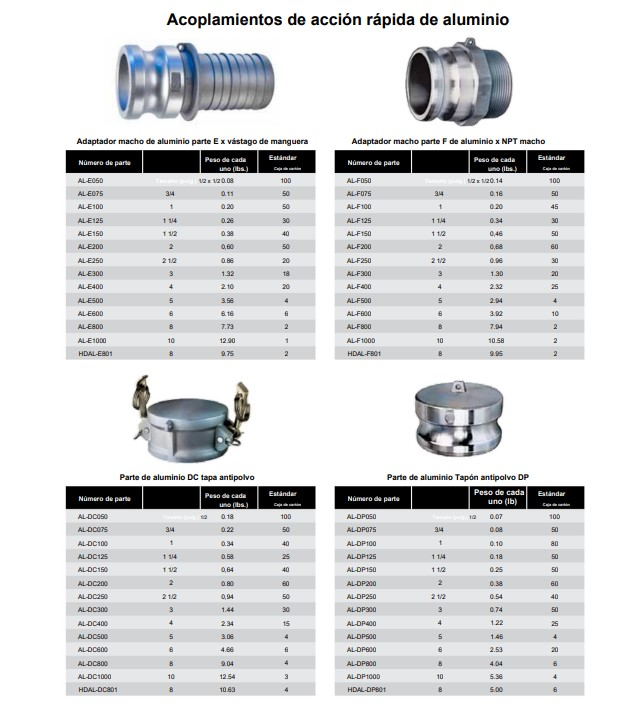 Acoplamientos de acción rápida de aluminio
Adaptador macho de aluminio parte E x vástago de manguera
Número de parte Peso de cada uno (lbs.) Estándar Caja de cartón
AL-E050 1/2 x 1/2 0.08 100
AL-E075 3/4 0.11 50
AL-E100 1 0.20 50
AL-E125 1 1/4 0.26 30
AL-E150 1 1/2 0.38 40
AL-E200 2 0,60 50
AL-E250 2 1/2 0.86 20
AL-E300 3 1.32 18
AL-E400 4 2.10 20
AL-E500 5 3.56 4
AL-E600 6 6.16 6
AL-E800 8 7.73 2
AL-E1000 10 12.90 1
HDAL-E801 8 9.75 2
Adaptador macho parte F de aluminio x NPT macho
Número de parte Peso de cada uno (lbs.) Estándar Caja de cartón
AL-F050 1/2 x 1/2 0.14 100
AL-F075 3/4 0.16 50
AL-F100 1 0.20 45
AL-F125 1 1/4 0.34 30
AL-F150 1 1/2 0,46 50
AL-F200 2 0,68 60
AL-F250 2 1/2 0.96 30
AL-F300 3 1.30 20
AL-F400 4 2.32 25
AL-F500 5 2.94 4
AL-F600 6 3.92 10
AL-F800 8 7.94 2
AL-F1000 10 10.58 2
HDAL-F801 8 9.95 2
Parte de aluminio DC tapa antipolvo
Número de parte Peso de cada uno (lbs.) Estándar Caja de cartón
AL-DC050 1/2 0.18 100
AL-DC075 3/4 0.22 50
AL-DC100 1 0.34 40
AL-DC125 1 1/4 0.58 25
AL-DC150 1 1/2 0,64 40
AL-DC200 2 0.80 60
AL-DC250 2 1/2 0,94 50
AL-DC300 3 1.44 30
AL-DC400 4 2.34 15
AL-DC500 5 3.06 4
AL-DC600 6 4.66 6
AL-DC800 8 9.04 4
AL-DC1000 10 12.54 3
HDAL-DC801 8 10.63 4
Parte de aluminio Tapón antipolvo DP
Número de parte Peso de cada uno (lb) Estándar Caja de cartón
AL-DP050 1/2 0.07 100
AL-DP075 3/4 0.08 50
AL-DP100 1 0.10 80
AL-DP125 1 1/4 0.18 50
AL-DP150 1 1/2 0.25 50
AL-DP200 2 0.38 60
AL-DP250 2 1/2 0.54 40
AL-DP300 3 0.74 50
AL-DP400 4 1.22 25
AL-DP500 5 1.46 4
AL-DP600 6 2.53 20
AL-DP800 8 4.04 6
AL-DP1000 10 5.36 4
HDAL-DP801 8 5.00 6